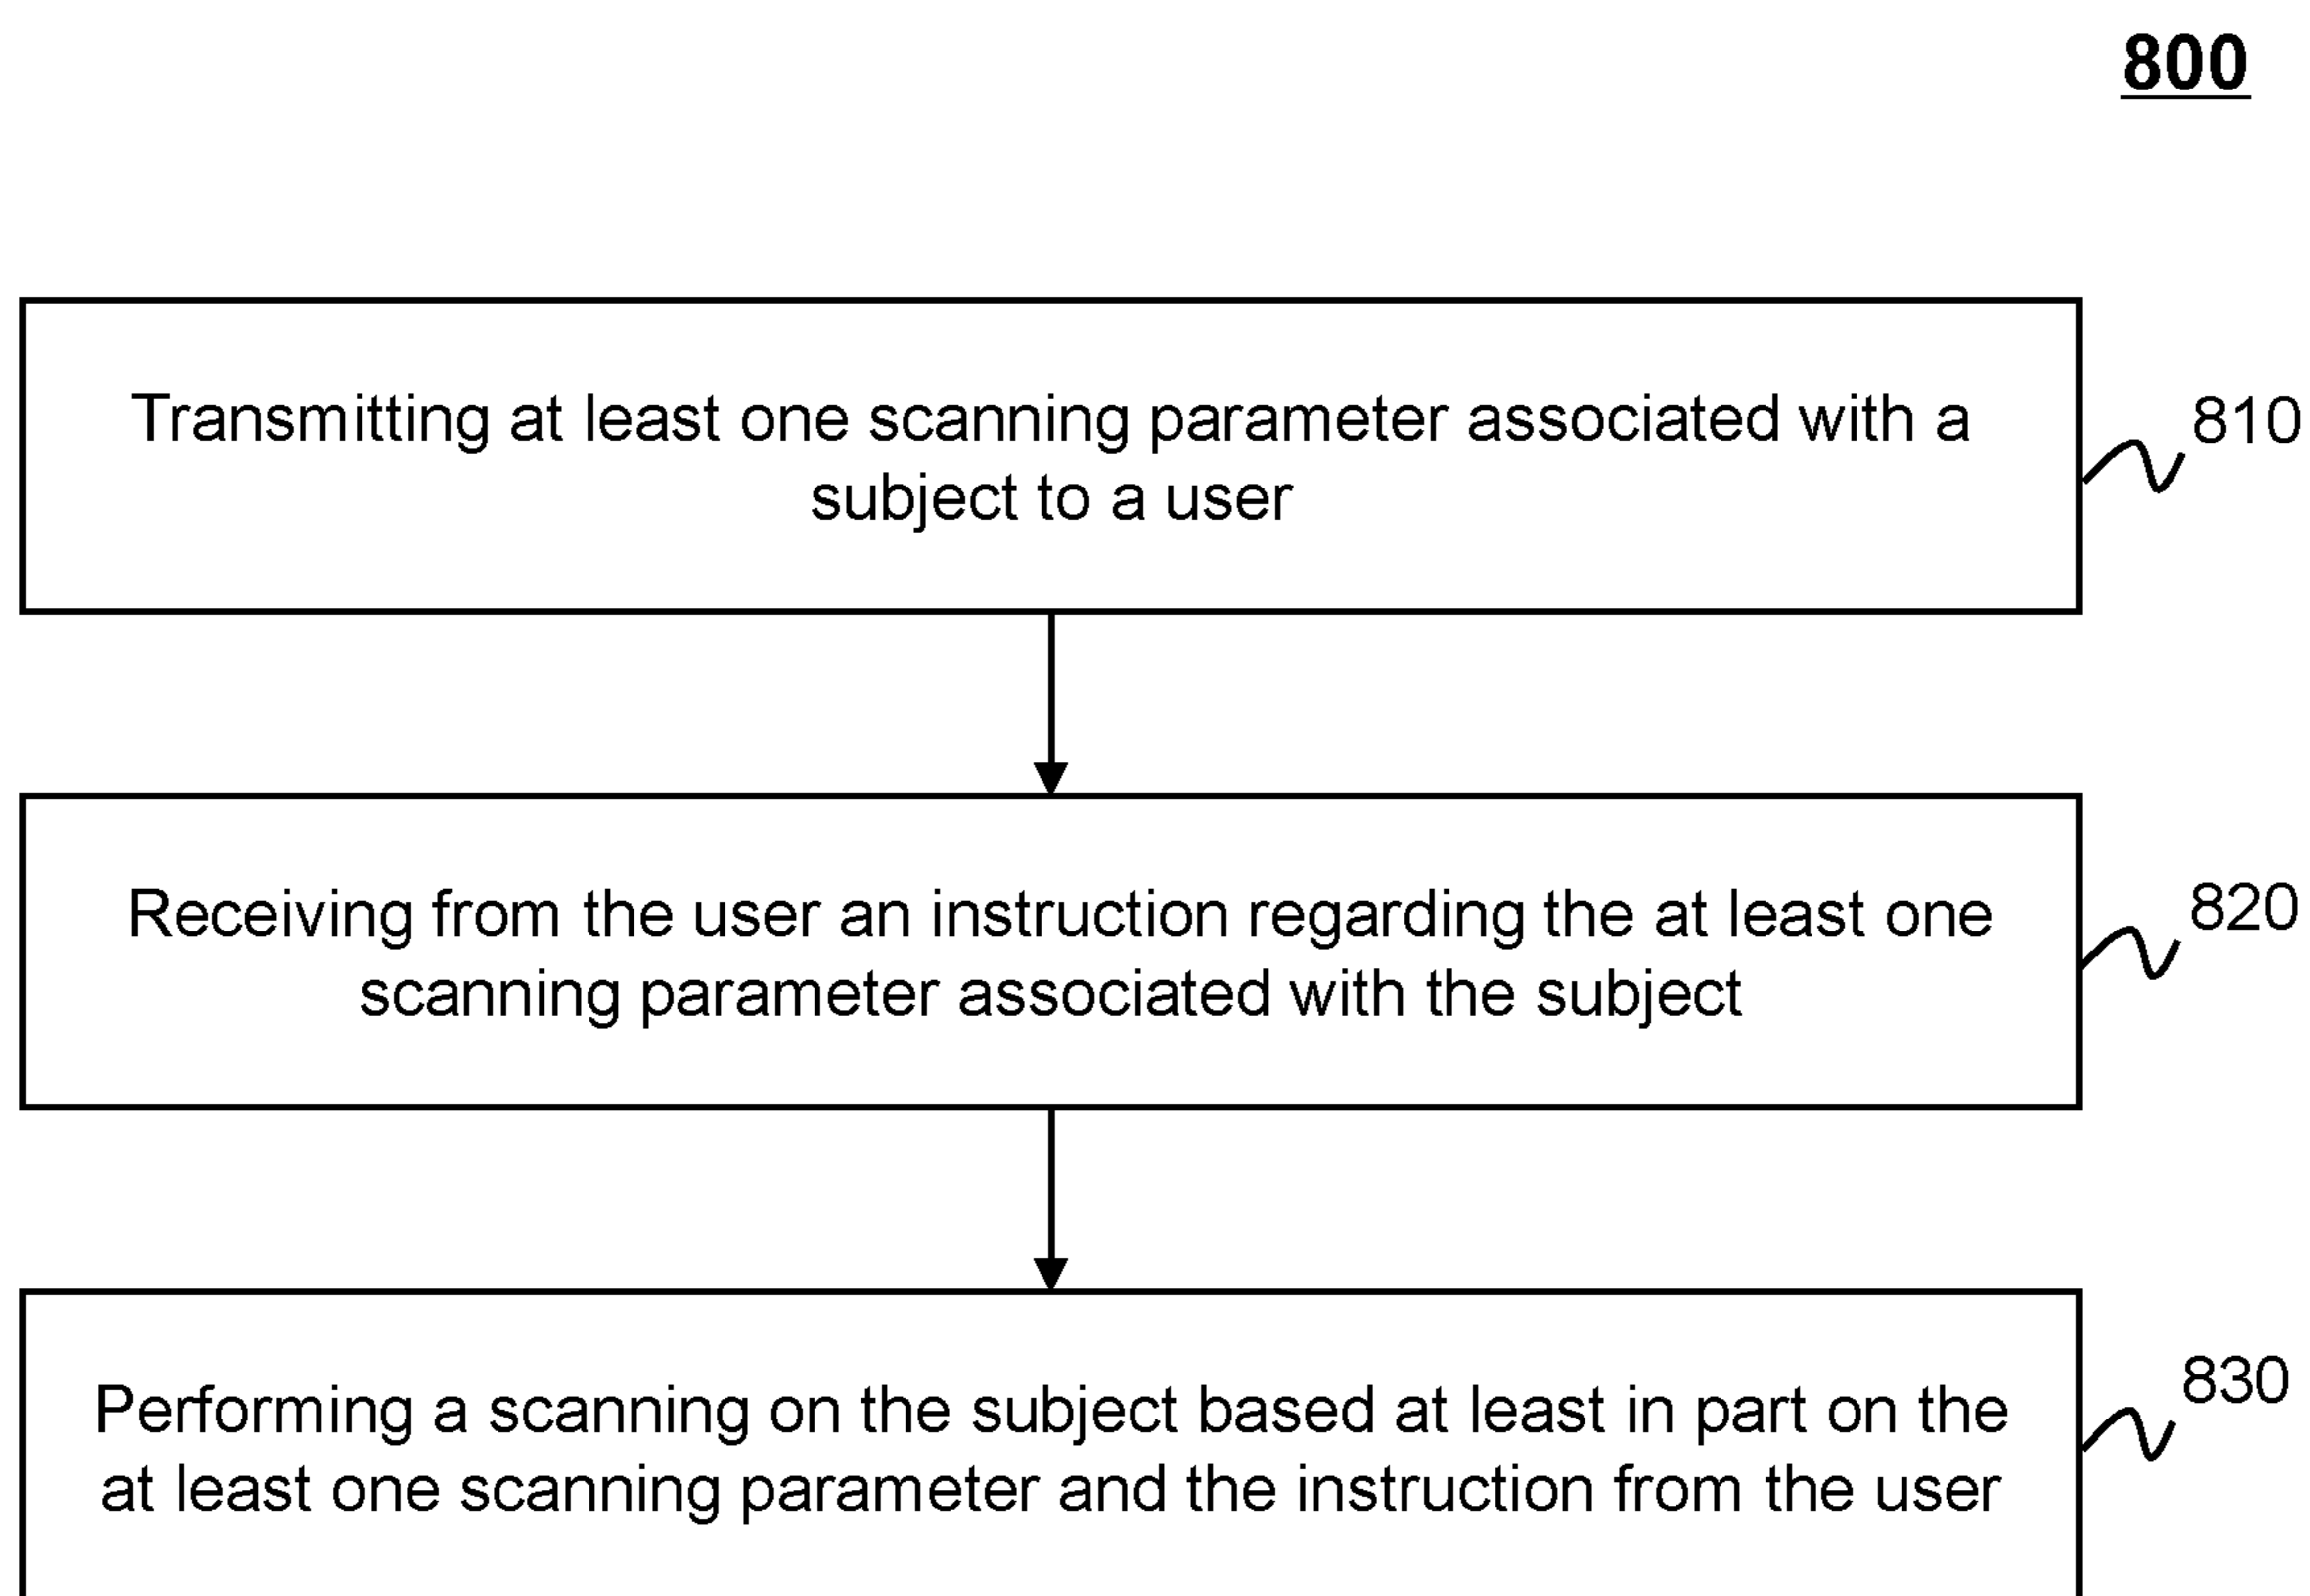 800
Transmitting at least one scanning parameter associated with a
subject to a user
810
Receiving from the user an instruction regarding the at least one
scanning parameter associated with the subject
820
Performing a scanning on the subject based at least in part on the
at least one scanning parameter and the instruction from the user
830